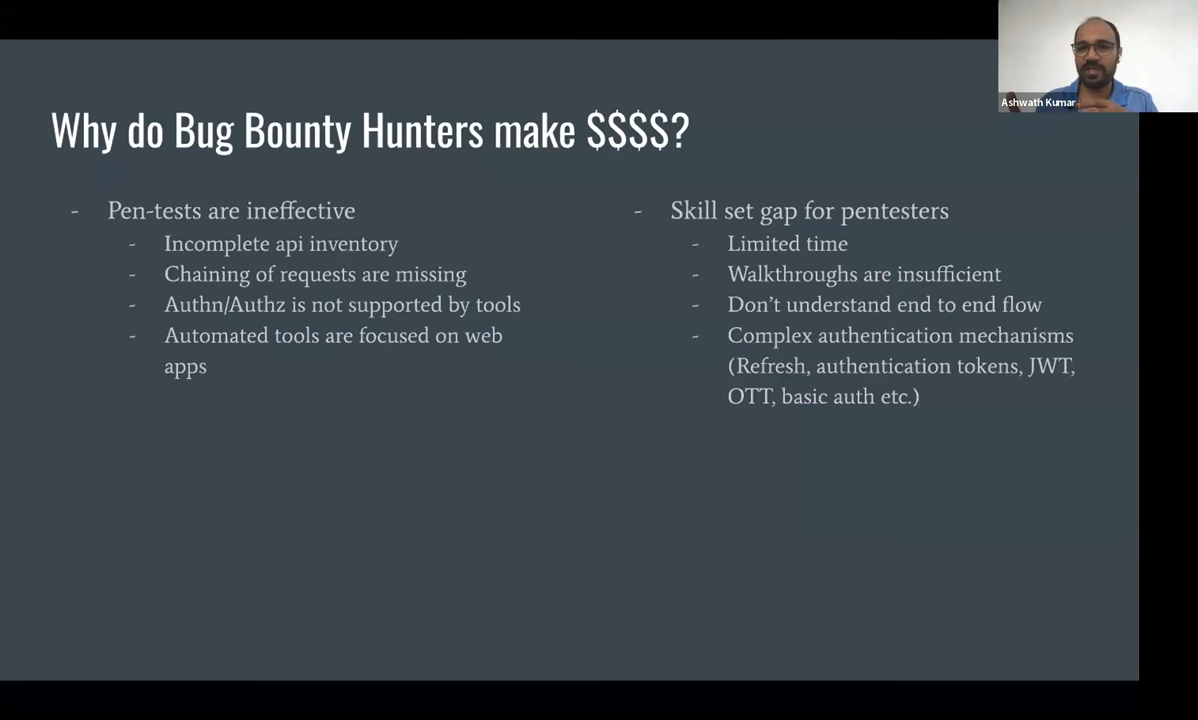 Ashwath Kumar
Why do Bug Bounty Hunters make $$$$?
- Pen-tests are ineffective
- Incomplete api inventory
- Chaining of requests are missing
- Authn/Authz is not supported by tools
- Automated tools are focused on web
apps
- Skill set gap for pentesters
- Limited time
- Walkthroughs are insufficient
- Don’t understand end to end flow
- Complex authentication mechanisms
(Refresh, authentication tokens, JWT,
OTT, basic auth etc.)